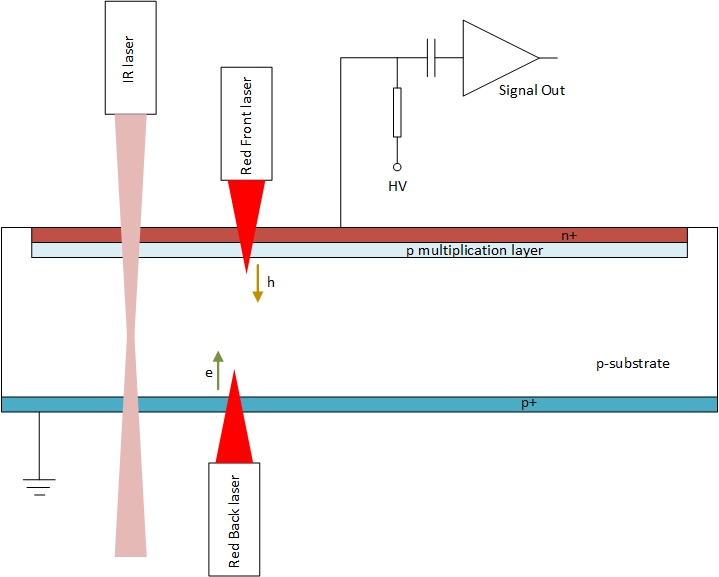 IR laser
Red Front laser
Signal Out
HV
n+
p multiplication layer
h
p-substrate
e
p+
Red Back laser